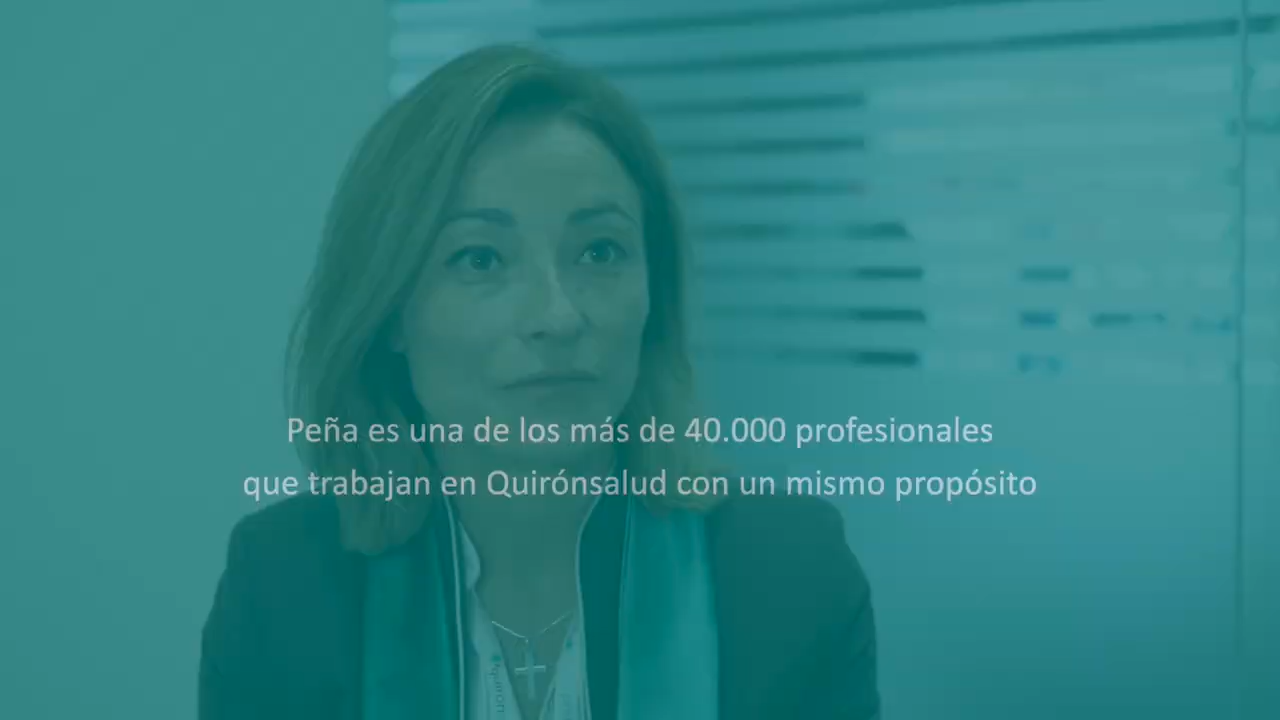 Peña es una de los más de 40.000 profesionales
que trabajan en Quirónsalud con un mismo propósito